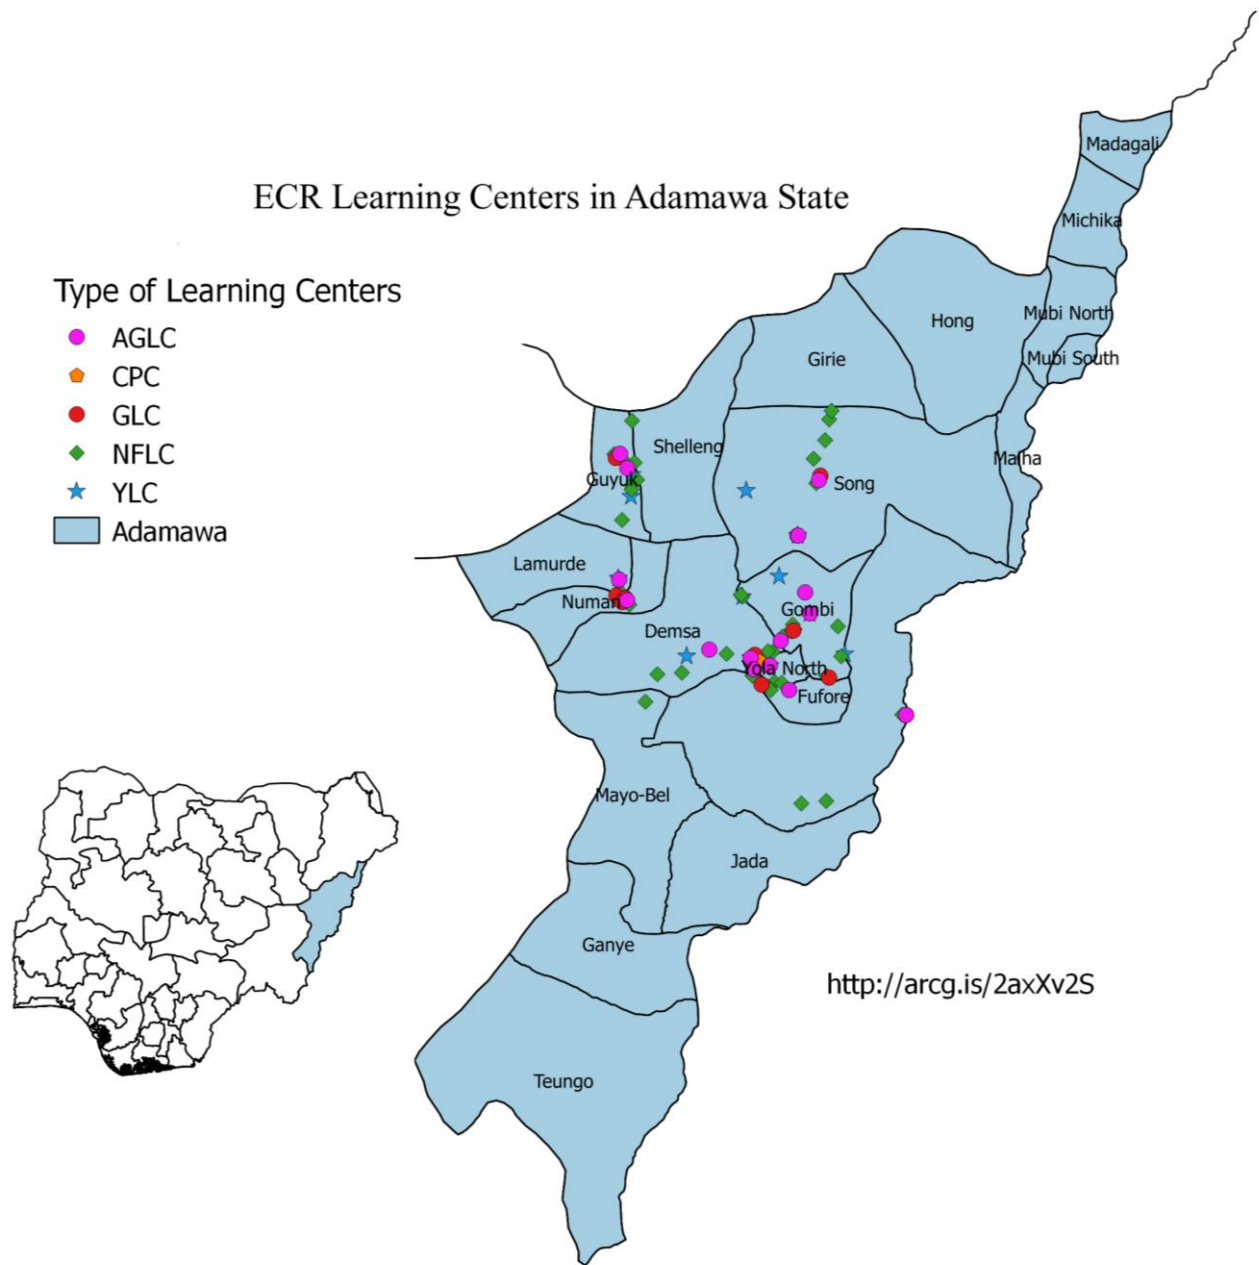 ECR Learning Centers in Adamawa State
Type of Learning Centers
AGLC
CPC
GLC
NFLC
YLC
Adamawa
Madagali
Michika
Mubi North
Mubi South
Hong
Girie
Maiha
Shelleng
Song
Guyuk
Lamurde
Numan
Gombi
Demsa
Yola North
Fufore
Mayo-Bel
Jada
Ganye
Teungo
http://arcg.is/2axXv2S